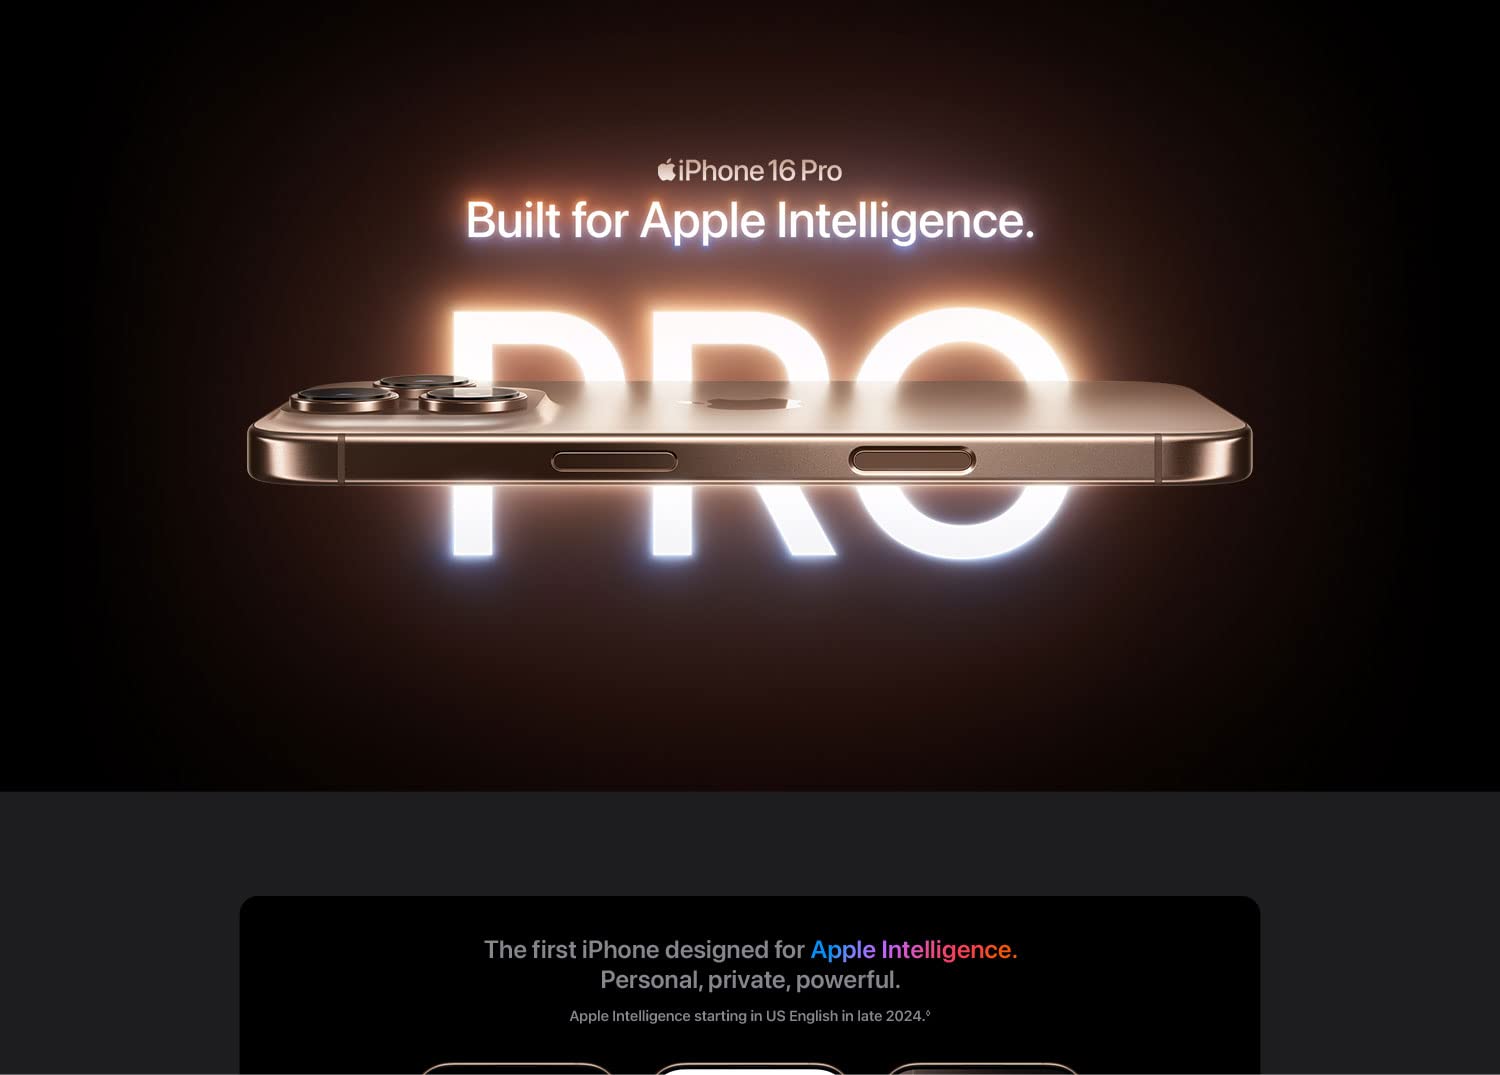 iPhone 16 Pro
Built for Apple Intelligence.
PRO
The first iPhone designed for Apple Intelligence.
Personal, private, powerful.
Apple Intelligence starting in US English in late 2024.◊